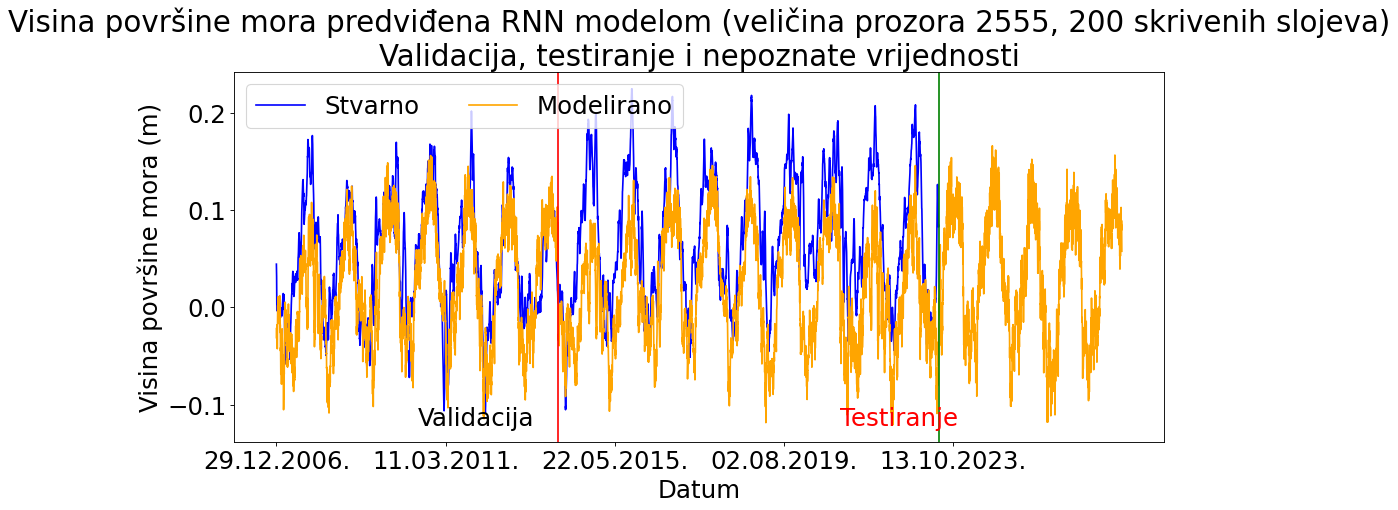 Visina površine mora predviđena RNN modelom (veličina prozora 2555, 200 skrivenih slojeva)
Validacija, testiranje i nepoznate vrijednosti
Stvarno
Modelirano
Visina površine mora (m)
0.2
0.1
0.0
−0.1
Validacija
Testiranje
29.12.2006.
11.03.2011.
22.05.2015.
02.08.2019.
13.10.2023.
Datum